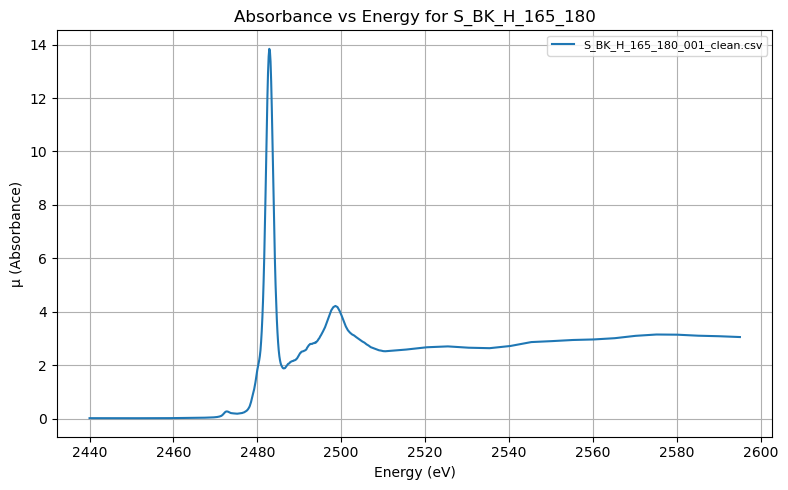 Absorbance vs Energy for S_BK_H_165_180
S_BK_H_165_180_001_clean.csv
μ (Absorbance)
14
12
10
8
6
4
2
0
2440 2460 2480 2500 2520 2540 2560 2580 2600
Energy (eV)